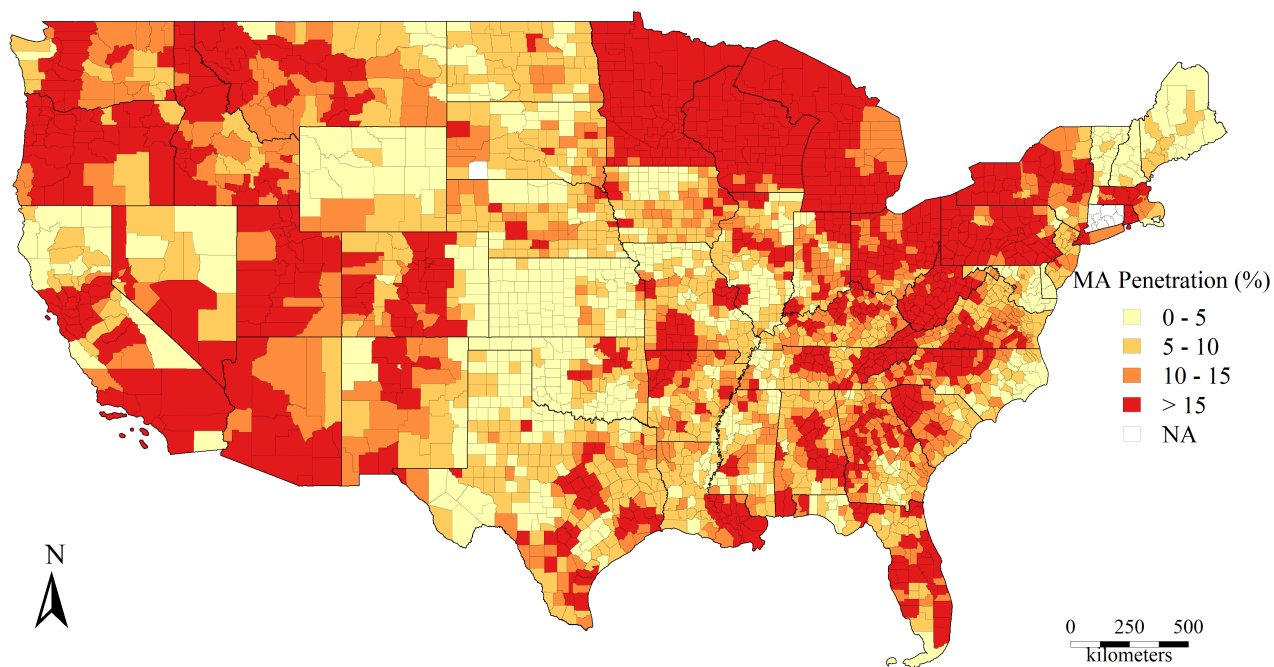 MA Penetration (%)
0 - 5
5 - 10
10 - 15
> 15
NA
N
0 250 500
kilometers